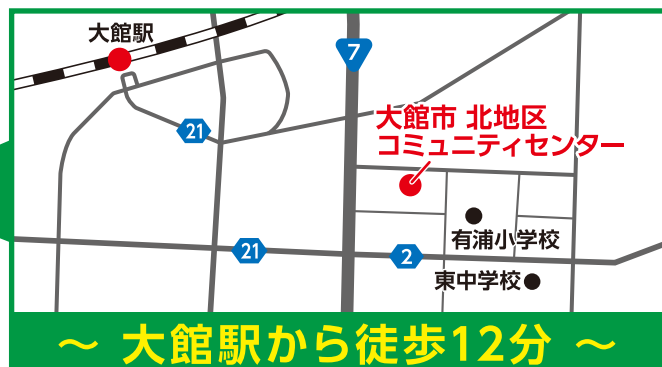 大館駅
7
21
大館市 北地区
コミュニティセンター
有浦小学校
21
2
東中学校
～ 大館駅から徒歩12分 ～